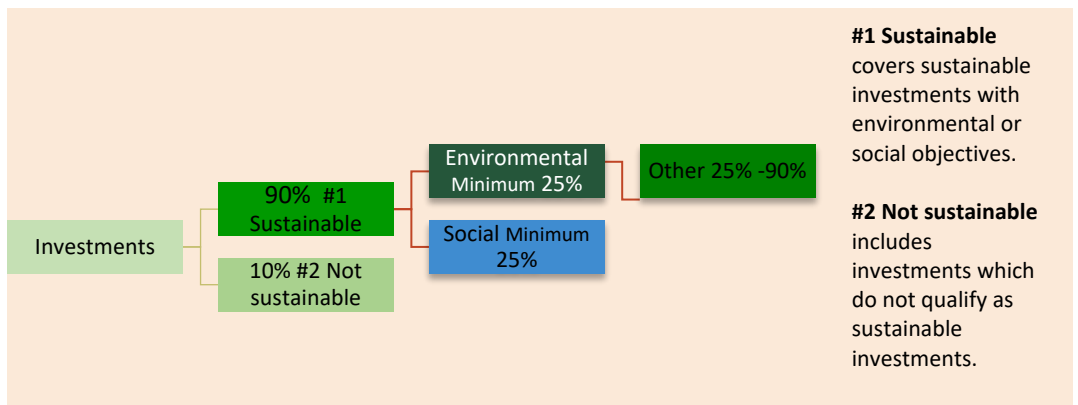 Investments
90% #1
Sustainable
10% #2 Not
sustainable
Environmental
Minimum 25%
Social Minimum
25%
Other 25% -90%
#1 Sustainable
covers sustainable
investments with
environmental or
social objectives.
#2 Not sustainable
includes
investments which
do not qualify as
sustainable
investments.